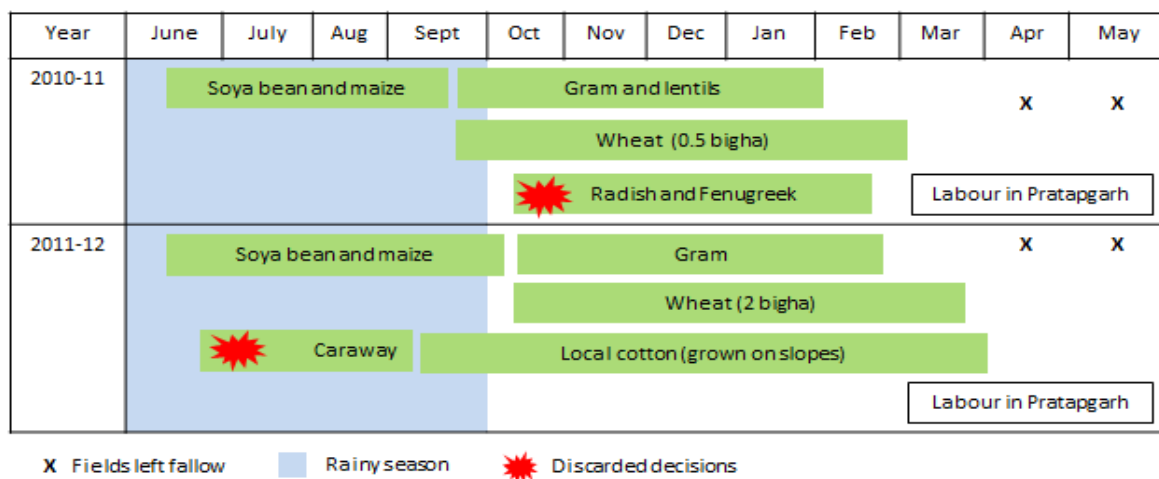 Year June July Aug Sept Oct Nov Dec Jan Feb Mar Apr May
2010-11 Soya bean and maize Gram and lentils
X X
Wheat (0.5 bigha)
Radish and Fenugreek Labour in Pratapgarh
2011-12 Soya bean and maize Gram X X
Wheat (2 bigha)
Caraway Local cotton (grown on slopes)
Labour in Pratapgarh
X Fields left fallow Rainy season Discarded decisions